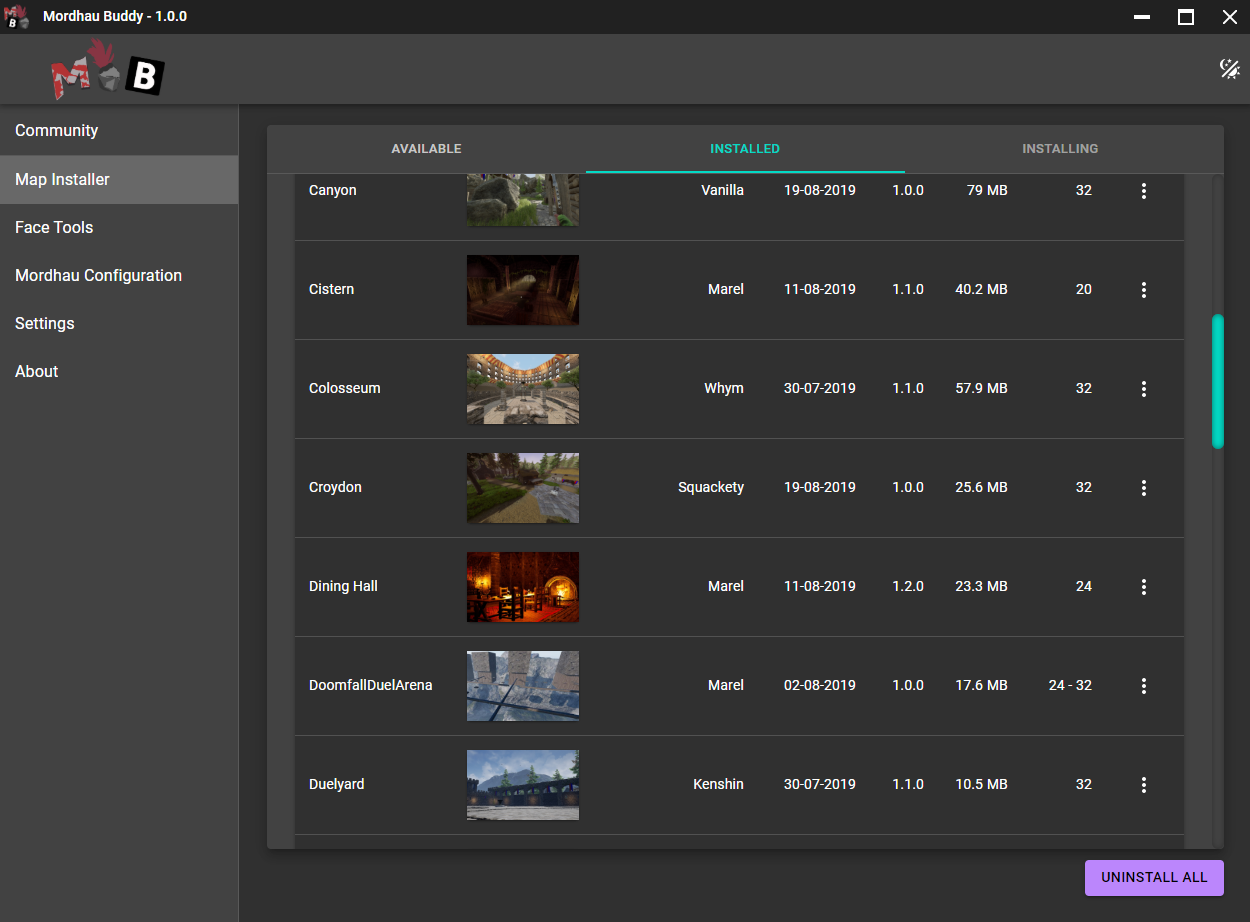 Mordhau Buddy - 1.0.0
M B
Community
Map Installer
Face Tools
Mordhau Configuration
Settings
About
AVAILABLE INSTALLED INSTALLING
Canyon Vanilla 19-08-2019 1.0.0 79 MB 32
Cistern Marel 11-08-2019 1.1.0 40.2 MB 20
Colosseum Whym 30-07-2019 1.1.0 57.9 MB 32
Croydon Squackety 19-08-2019 1.0.0 25.6 MB 32
Dining Hall Marel 11-08-2019 1.2.0 23.3 MB 24
DoomfallDuelArena Marel 02-08-2019 1.0.0 17.6 MB 24 - 32
Duelyard Kenshin 30-07-2019 1.1.0 10.5 MB 32
UNINSTALL ALL